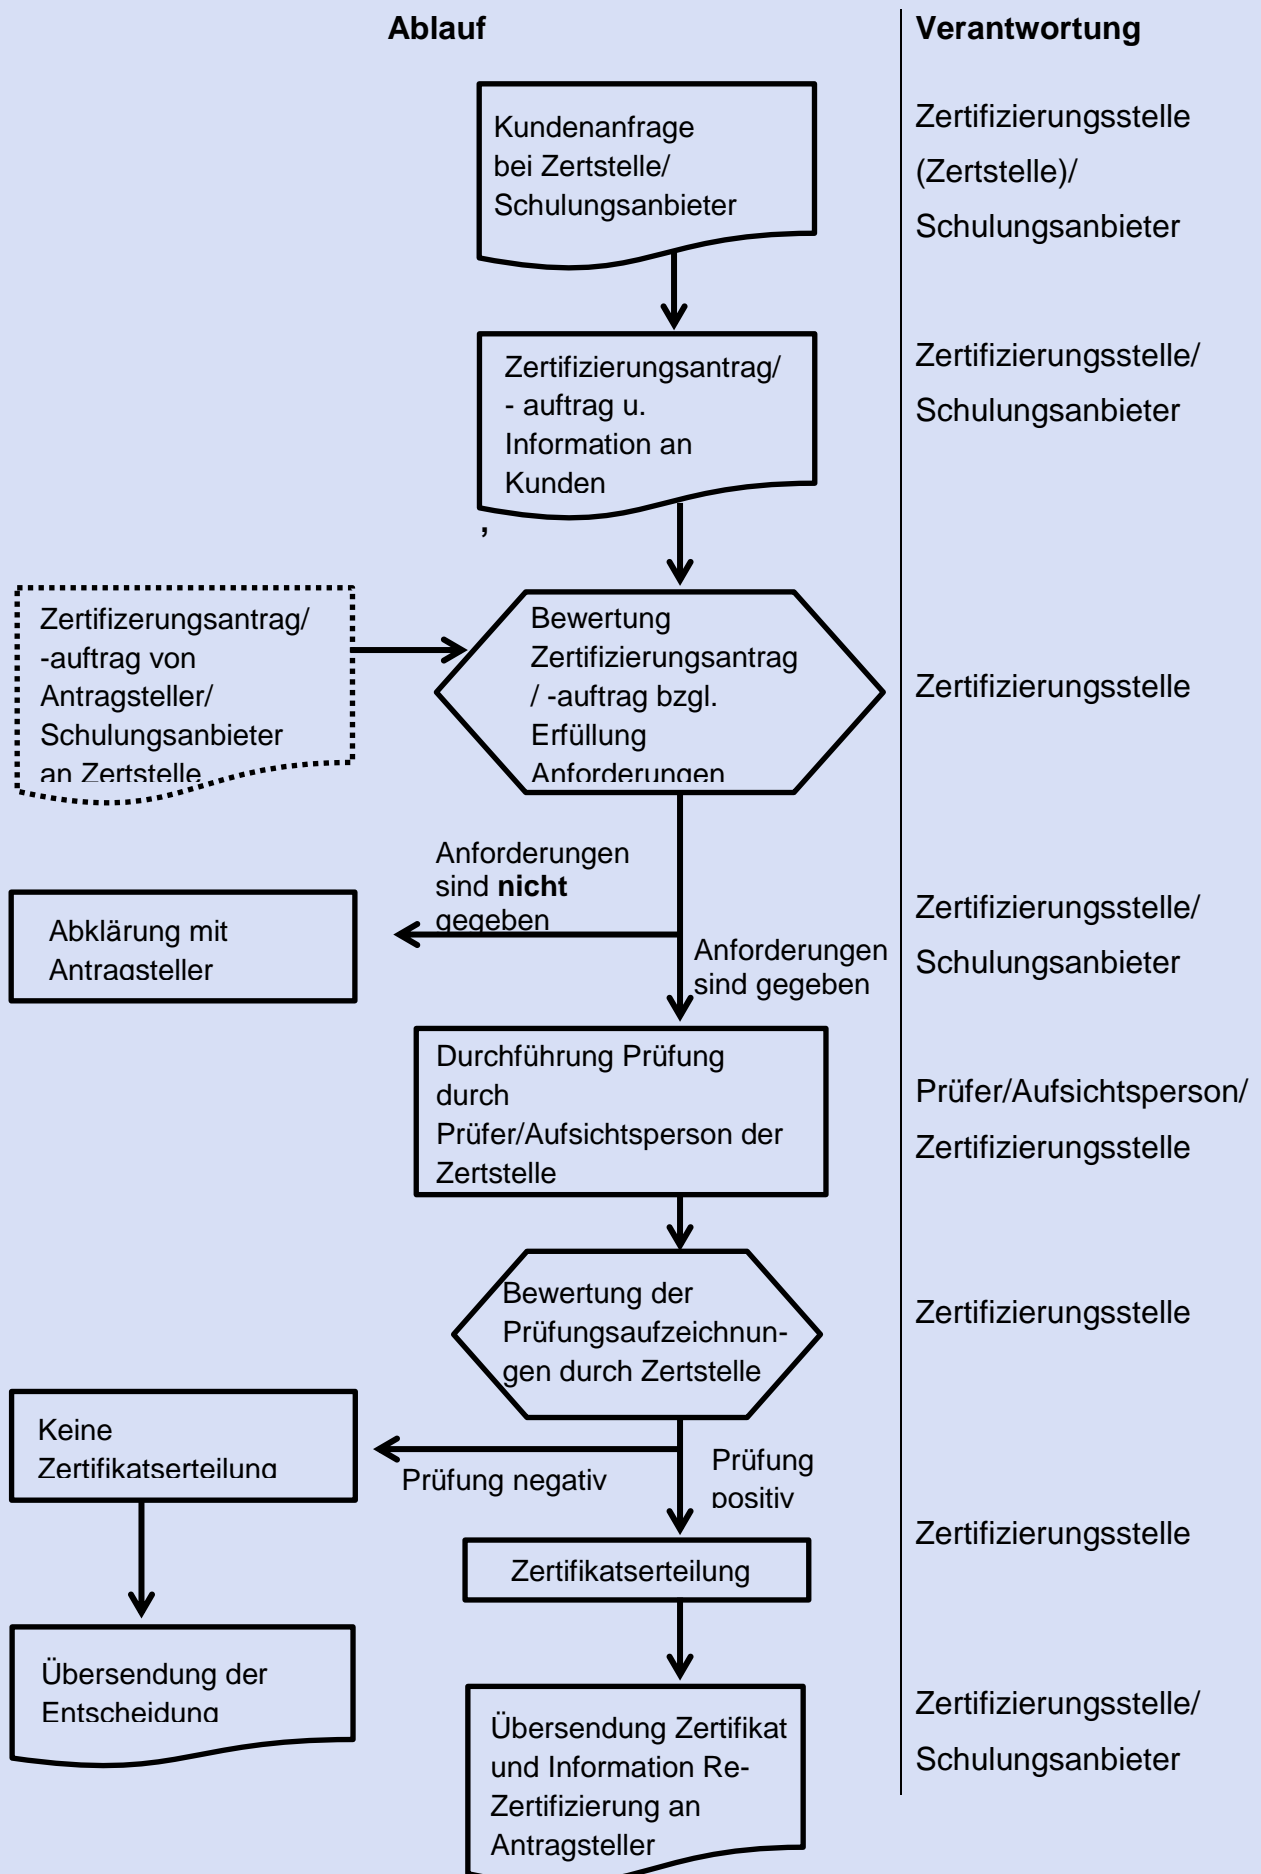 Ablauf
Verantwortung
Kundenanfrage
bei Zertstelle/
Schulungsanbieter
Zertifizierungsstelle
(Zertstelle)/
Schulungsanbieter
Zertifizierungsantrag/
- auftrag u.
Information an
Kunden
,
Zertifizierungsstelle/
Schulungsanbieter
Zertifizerungsantrag/
-auftrag von
Antragsteller/
Schulungsanbieter
an Zertstelle
Bewertung
Zertifizierungsantrag
/ -auftrag bzgl.
Erfüllung
Anforderungen
Zertifizierungsstelle
Anforderungen
sind nicht
gegeben
Abklärung mit
Antragsteller
Anforderungen
sind gegeben
Zertifizierungsstelle/
Schulungsanbieter
Durchführung Prüfung
durch
Prüfer/Aufsichtsperson der
Zertstelle
Prüfer/Aufsichtsperson/
Zertifizierungsstelle
Bewertung der
Prüfungsaufzeichnun-
gen durch Zertstelle
Zertifizierungsstelle
Keine
Zertifikatserteilung
Prüfung negativ
Prüfung
positiv
Zertifikatserteilung
Zertifizierungsstelle
Übersendung der
Entscheidung
Übersendung Zertifikat
und Information Re-
Zertifizierung an
Antragsteller
Zertifizierungsstelle/
Schulungsanbieter